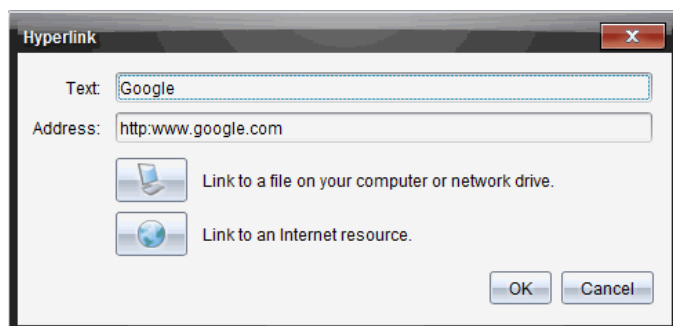 Hyperlink
Text: Google
Address: http:www.google.com
Link to a file on your computer or network drive.
Link to an Internet resource.
OK Cancel